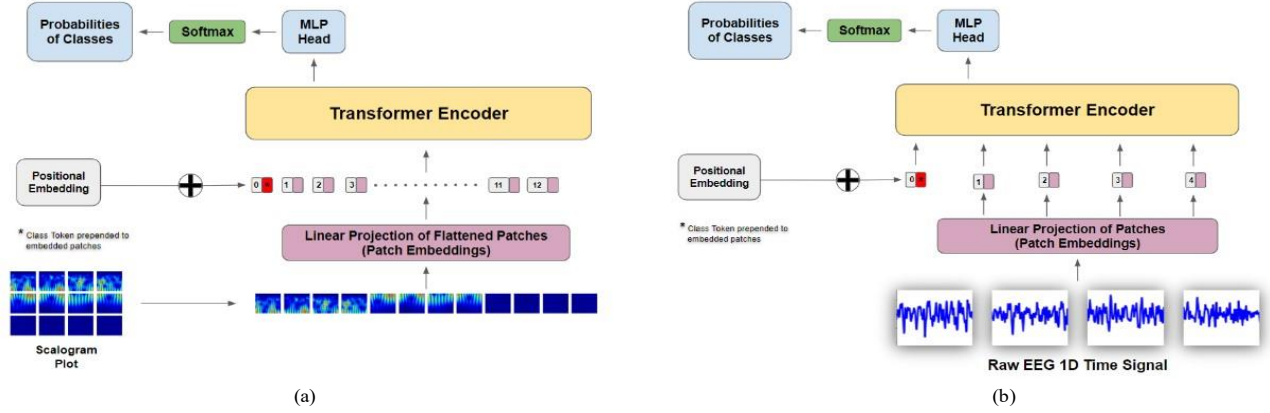 Probabilities
of Classes
Softmax
MLP
Head
Transformer Encoder
Positional
Embedding
0 * 1 2 3 11 12
* Class Token prepended to
embedded patches
Linear Projection of Flattened Patches
(Patch Embeddings)
Scalogram
Plot
(a)
Probabilities
of Classes
Softmax
MLP
Head
Transformer Encoder
Positional
Embedding
0 * 1 2 3 4
* Class Token prepended to
embedded patches
Linear Projection of Patches
(Patch Embeddings)
Raw EEG 1D Time Signal
(b)